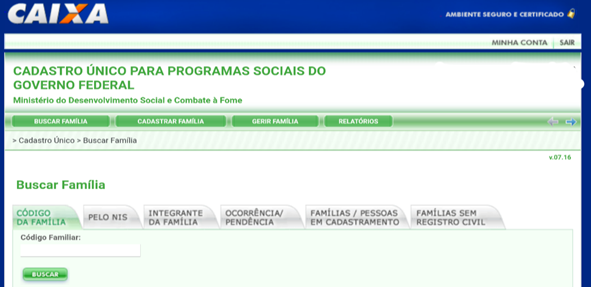 CAIXA
AMBIENTE SEGURO E CERTIFICADO
MINHA CONTA | SAIR
CADASTRO ÚNICO PARA PROGRAMAS SOCIAIS DO
GOVERNO FEDERAL
Ministério do Desenvolvimento Social e Combate à Fome
BUSCAR FAMÍLIA CADASTRAR FAMÍLIA GERIR FAMÍLIA RELATÓRIOS
> Cadastro Único > Buscar Família
v.07.16
Buscar Família
CÓDIGO DA FAMÍLIA
PELO NIS
INTEGRANTE DA FAMÍLIA
OCORRÊNCIA/ PENDÊNCIA
FAMÍLIAS / PESSOAS EM CADASTRAMENTO
FAMÍLIAS SEM REGISTRO CIVIL
Código Familiar:
BUSCAR